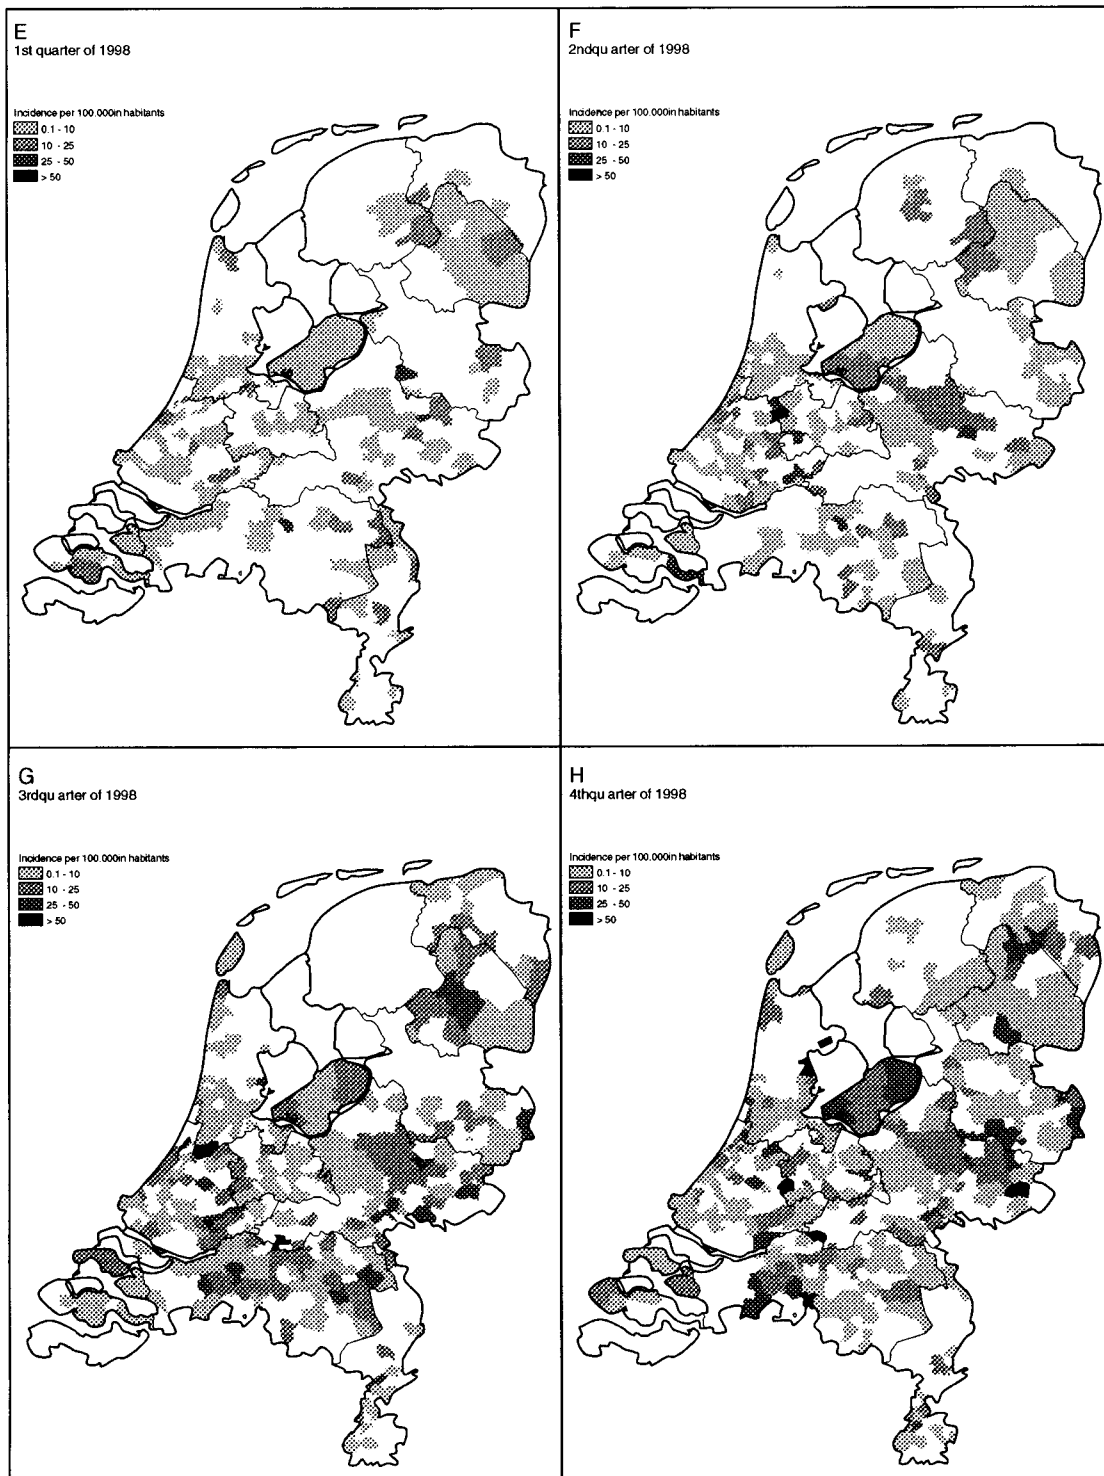 E
1st quarter of 1998
Incidence per 100.000in habitants
0.1 - 10
10 - 25
25 - 50
> 50
F
2ndqu arter of 1998
Incidence per 100.000in habitants
0.1 - 10
10 - 25
25 - 50
> 50
G
3rdqu arter of 1998
Incidence per 100.000in habitants
0.1 - 10
10 - 25
25 - 50
> 50
H
4thqu arter of 1998
Incidence per 100.000in habitants
0.1 - 10
10 - 25
25 - 50
> 50